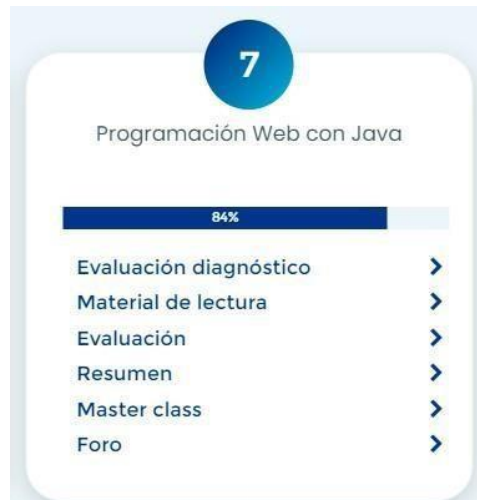 7
Programación Web con Java
84%
Evaluación diagnóstico
Material de lectura
Evaluación
Resumen
Master class
Foro